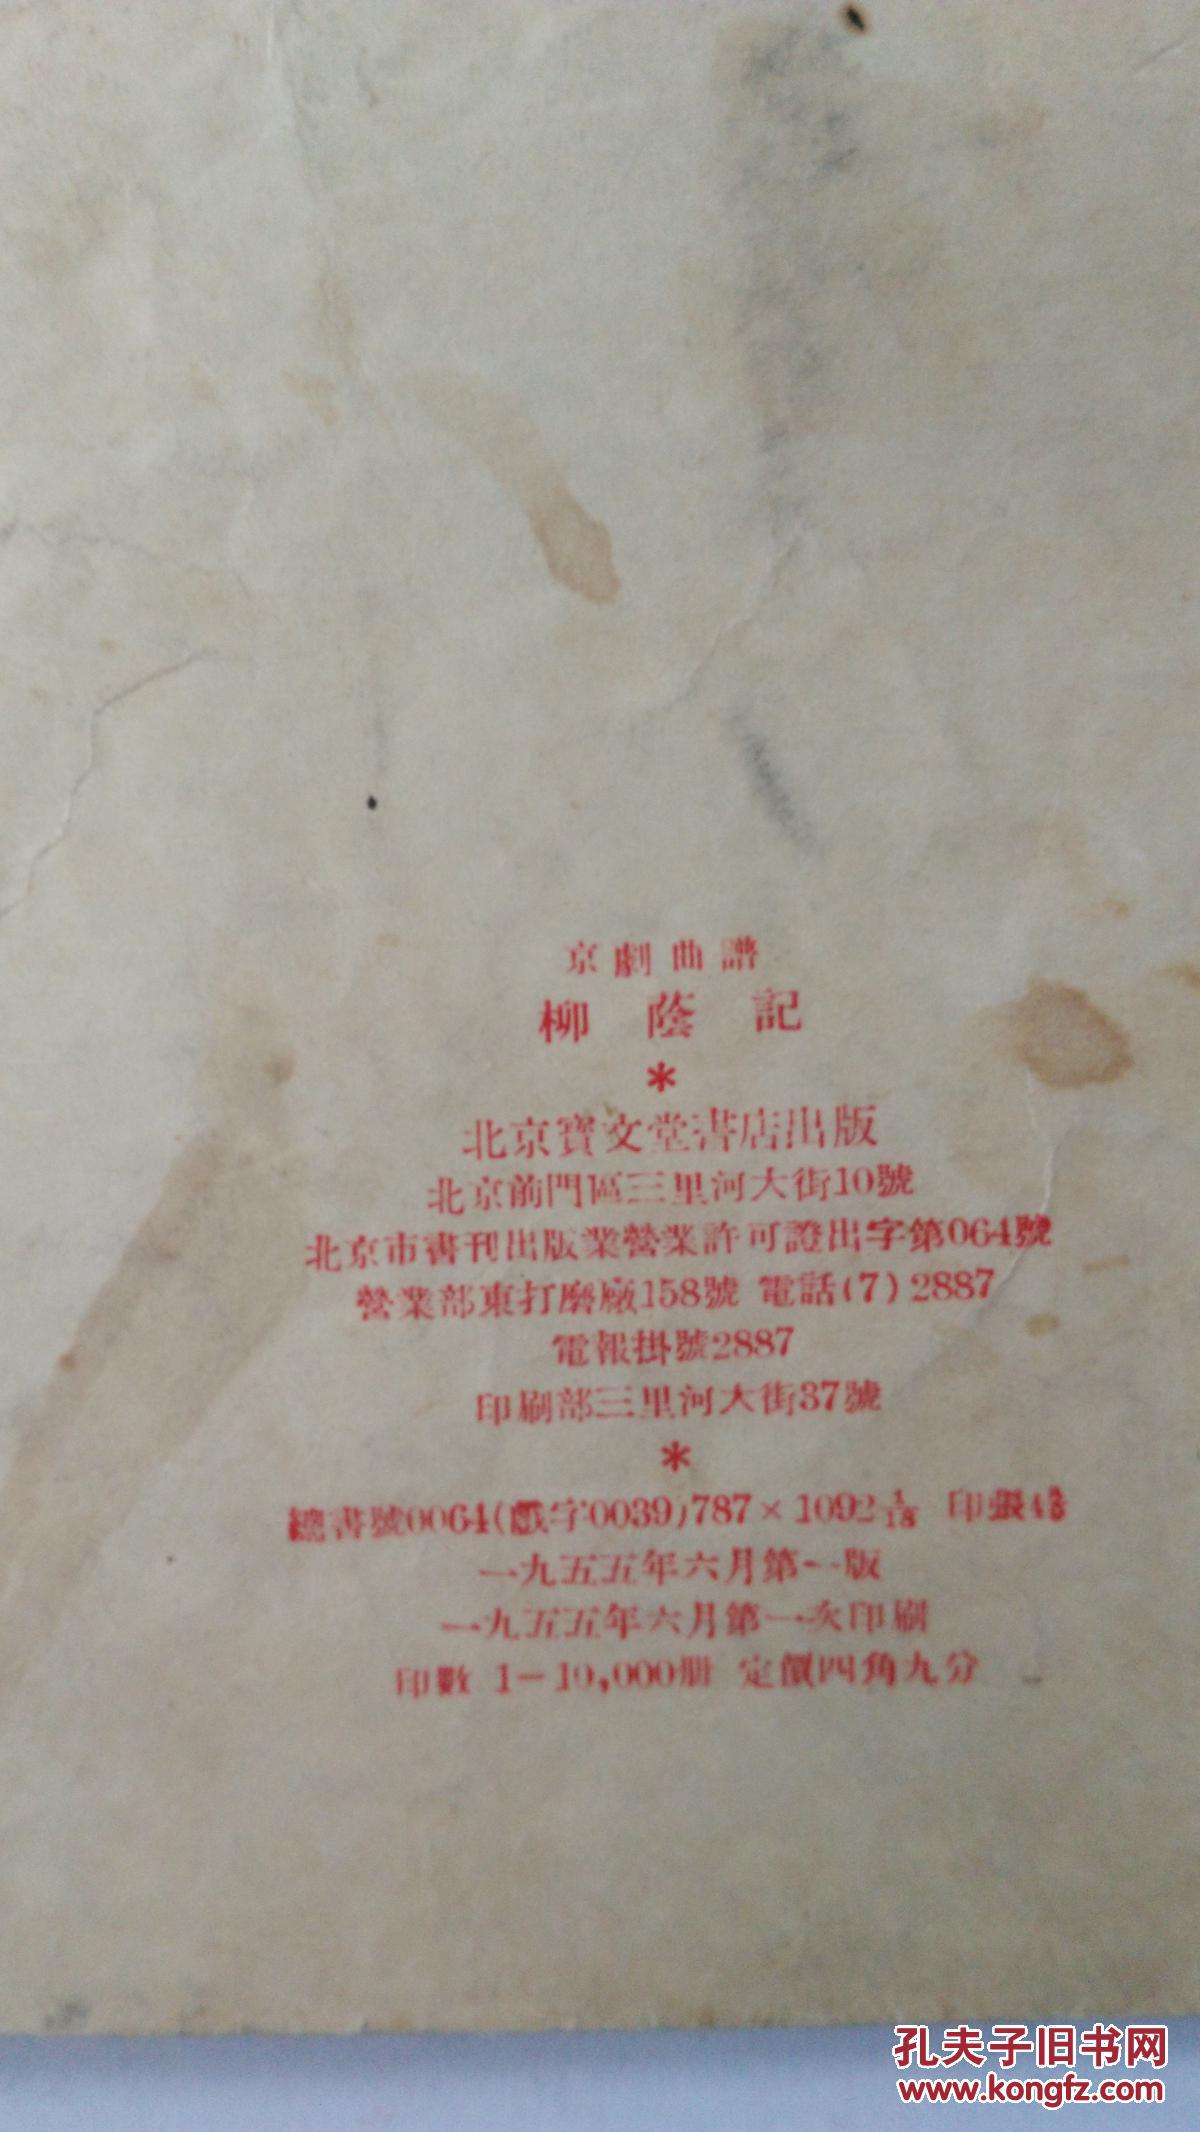 京劇曲譜
柳蔭記
*
北京寶文堂書店出版
北京前門區三里河大街10號
北京市書刊出版業營業許可證出字第064號
營業部東打磨廠158號 電話(7)2887
電報掛號2887
印刷部三里河大街37號
*
總書號0064(戲字0039)787×1092 1/18 印張4
一九五五年六月第一版
一九五五年六月第一次印刷
印數 1—10,000册 定價四角九分
孔夫子旧书网
www.kongfz.com